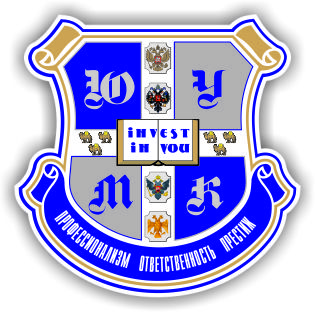 Ю У
invest
in you
М К
ПРОФЕССИОНАЛИЗМ ОТВЕТСТВЕННОСТЬ ПРЕСТИЖ